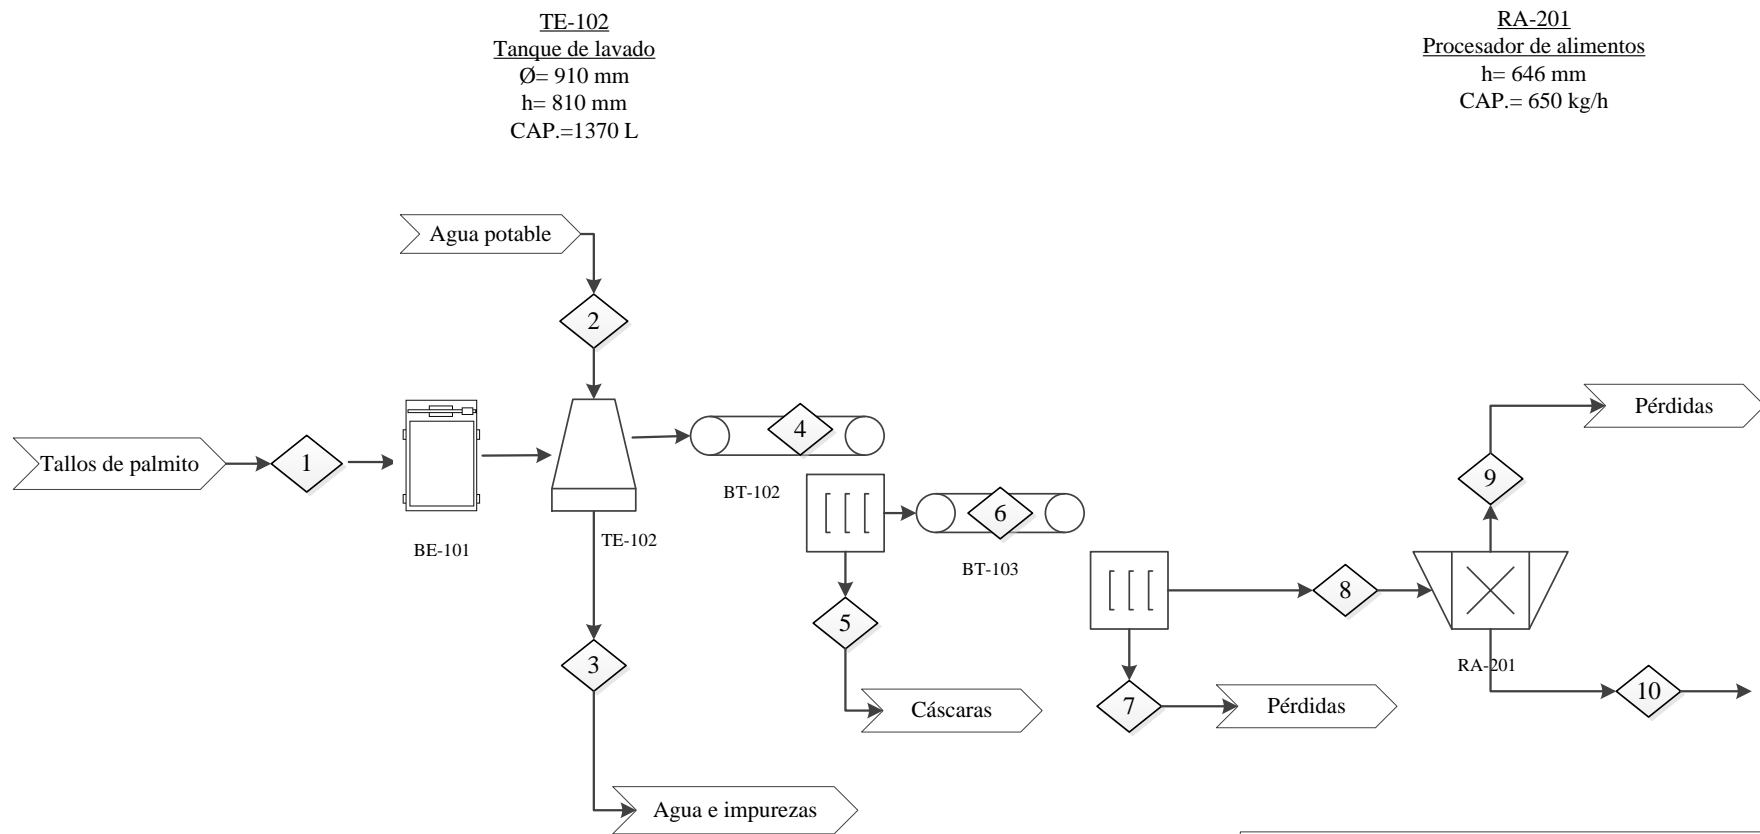 TE-102
Tanque de lavado
Ø= 910 mm
h= 810 mm
CAP.=1370 L
RA-201
Procesador de alimentos
h= 646 mm
CAP.= 650 kg/h
Agua potable
2
Pérdidas
4
Tallos de palmito
1
9
BT-102
6
BE-101
TE-102
BT-103
8
5
3
RA-201
10
Cáscaras
7
Pérdidas
Agua e impurezas